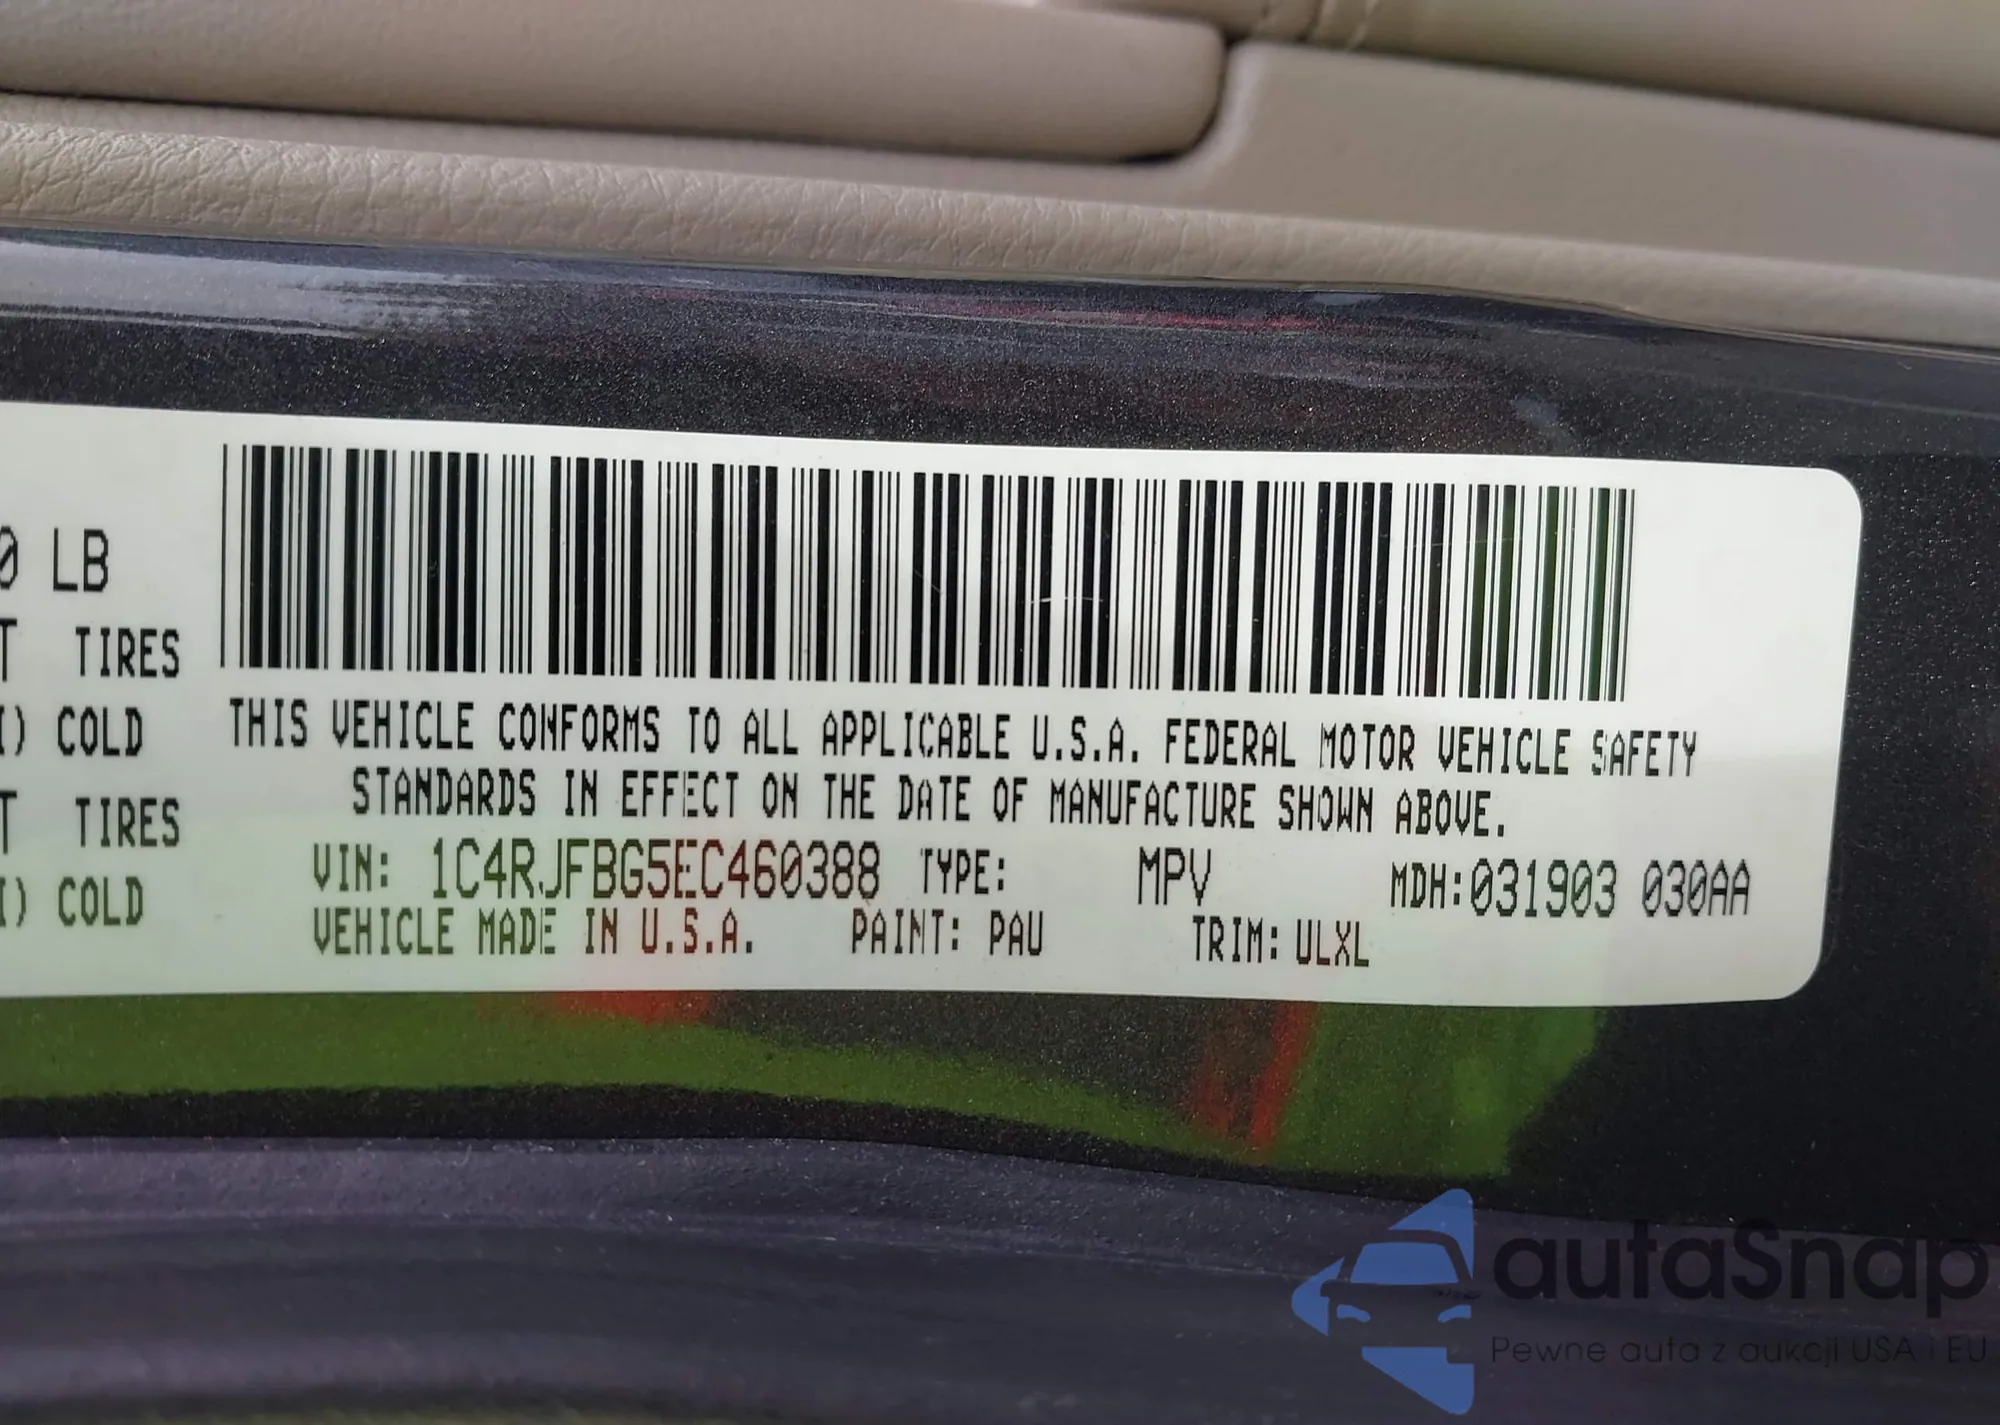 0 LB
T TIRES
I) COLD
T TIRES
I) COLD
THIS VEHICLE CONFORMS TO ALL APPLICABLE U.S.A. FEDERAL MOTOR VEHICLE SAFETY
STANDARDS IN EFFECT ON THE DATE OF MANUFACTURE SHOWN ABOVE.
VIN: 1C4RJFBG5EC460388 TYPE: MPV MDH:031903 030AA
VEHICLE MADE IN U.S.A. PAINT: PAU TRIM: ULXL
autaSnap
Pewne auta z aukcji USA i EU